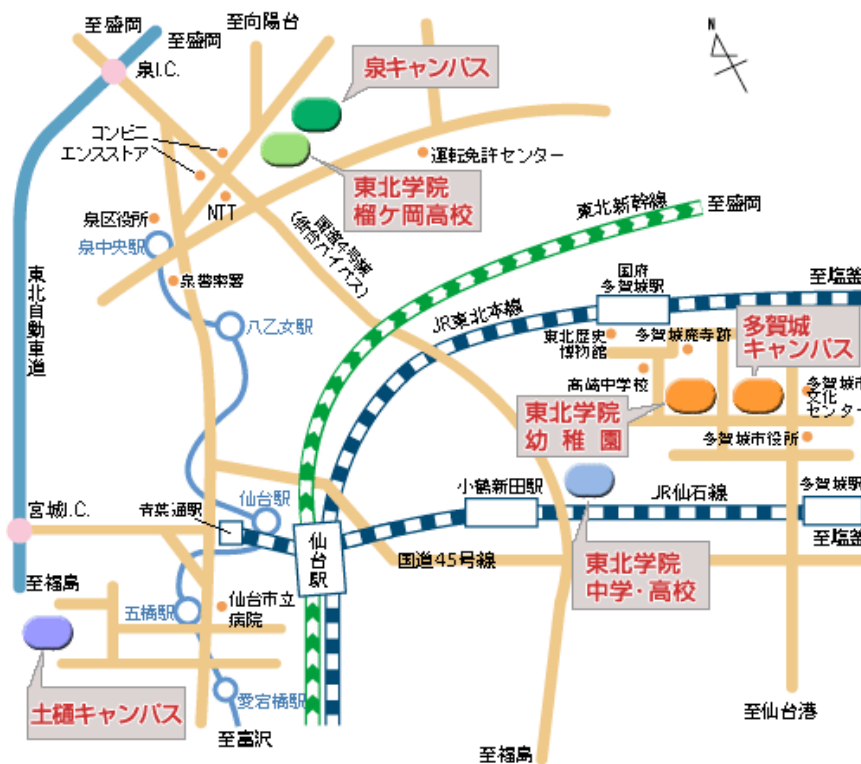 至盛岡
至盛岡
至向陽台
N
泉I.C.
泉キャンパス
コンビニ
エンスストア
運転免許センター
東北学院
榴ケ岡高校
NTT
泉区役所
泉中央駅
国道4号線
(仙台バイパス)
東北新幹線
至盛岡
東北自動車道
泉警察署
国府
多賀城駅
至塩釜
八乙女駅
JR東北本線
東北歴史
博物館
多賀城廃寺跡
多賀城
キャンパス
高崎中学校
多賀城市
文化
センター
東北学院
幼稚園
多賀城市役所
宮城I.C.
青葉通駅
仙台駅
小鶴新田駅
JR仙石線
多賀城駅
至塩釜
仙台駅
国道45号線
東北学院
中学・高校
至福島
五橋駅
仙台市立
病院
土樋キャンパス
愛宕橋駅
至富沢
至福島
至仙台港